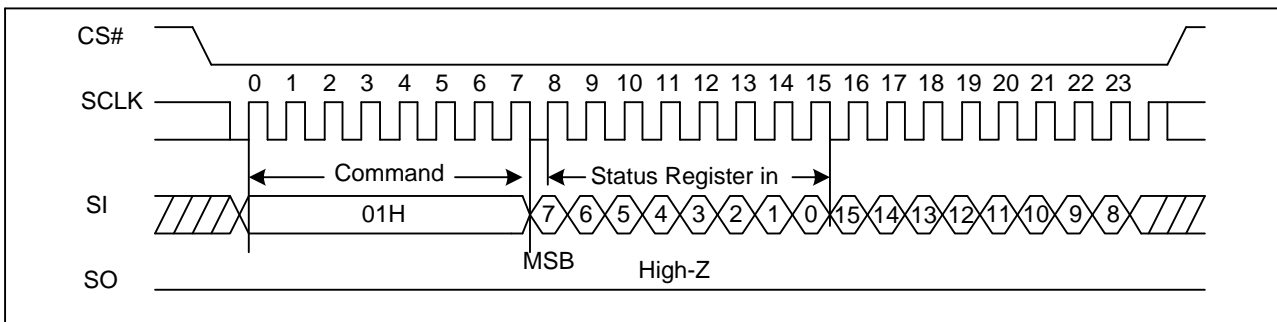 CS#
0 1 2 3 4 5 6 7 8 9 10 11 12 13 14 15 16 17 18 19 20 21 22 23
SCLK
Command Status Register in
SI 01H 7 6 5 4 3 2 1 0 15 14 13 12 11 10 9 8
MSB High-Z
SO